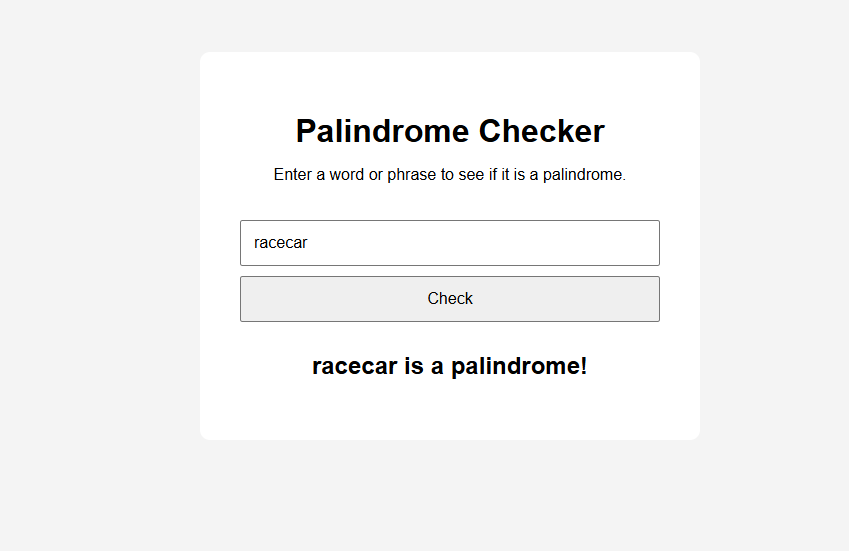 Palindrome Checker
Enter a word or phrase to see if it is a palindrome.
racecar
Check
racecar is a palindrome!